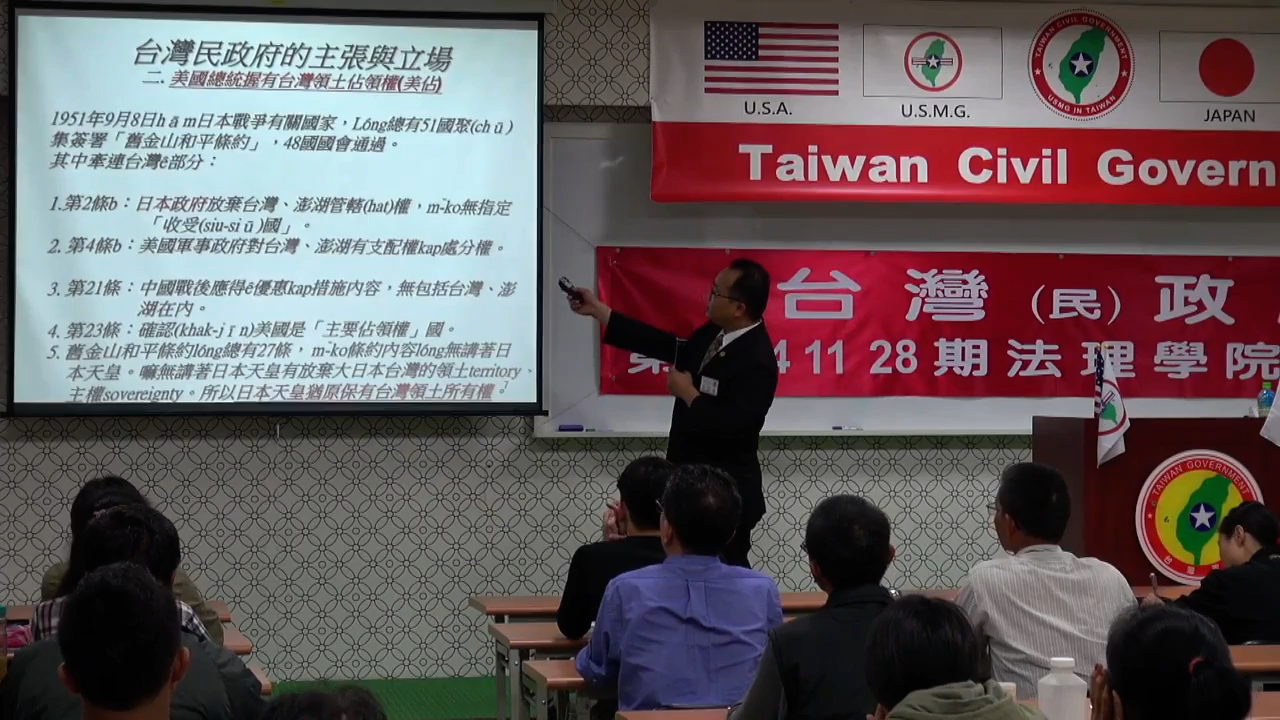 台灣民政府的主張與立場
二. 美國總統握有台灣領土佔領權(美佔)
1951年9月8日hām日本戰爭有關國家，Lóng總有51國聚(chū)
集簽署「舊金山和平條約」，48國國會通過。
其中牽連台灣ê部分：
1.第2條b：日本政府放棄台灣、澎湖管轄(hat)權，m̄-ko無指定
「收受(siu-siū)國」。
2. 第4條b：美國軍事政府對台灣、澎湖有支配權kap處分權。
3. 第21條：中國戰後應得ê優惠kap措施內容，無包括台灣、澎
湖在內。
4. 第23條：確認(khak-jīn)美國是「主要佔領權」國。
5. 舊金山和平條約lóng總有27條，m̄-ko條約內容lóng無講著日
本天皇。嘛無講著日本天皇有放棄大日本台灣的領土territory、
主權sovereignty。所以日本天皇猶原保有台灣領土所有權。
U.S.A.
U.S.M.G.
TAIWAN CIVIL GOVERNMENT
USMG IN TAIWAN
JAPAN
Taiwan Civil Govern
台灣(民)政
第 4 11 28 期法理學院
TAIWAN GOVERNMENT